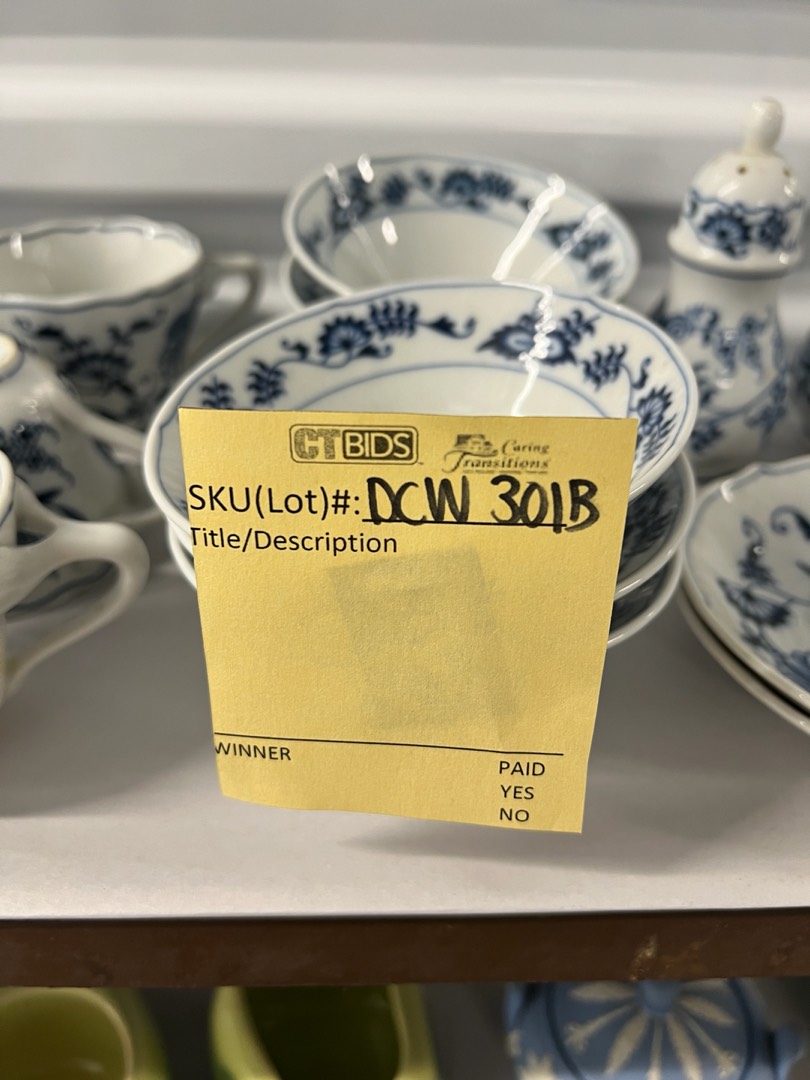 CTBIDS
Caring
Transitions
SKU(Lot)#: DCW 301B
Title/Description
WINNER
PAID
YES
NO